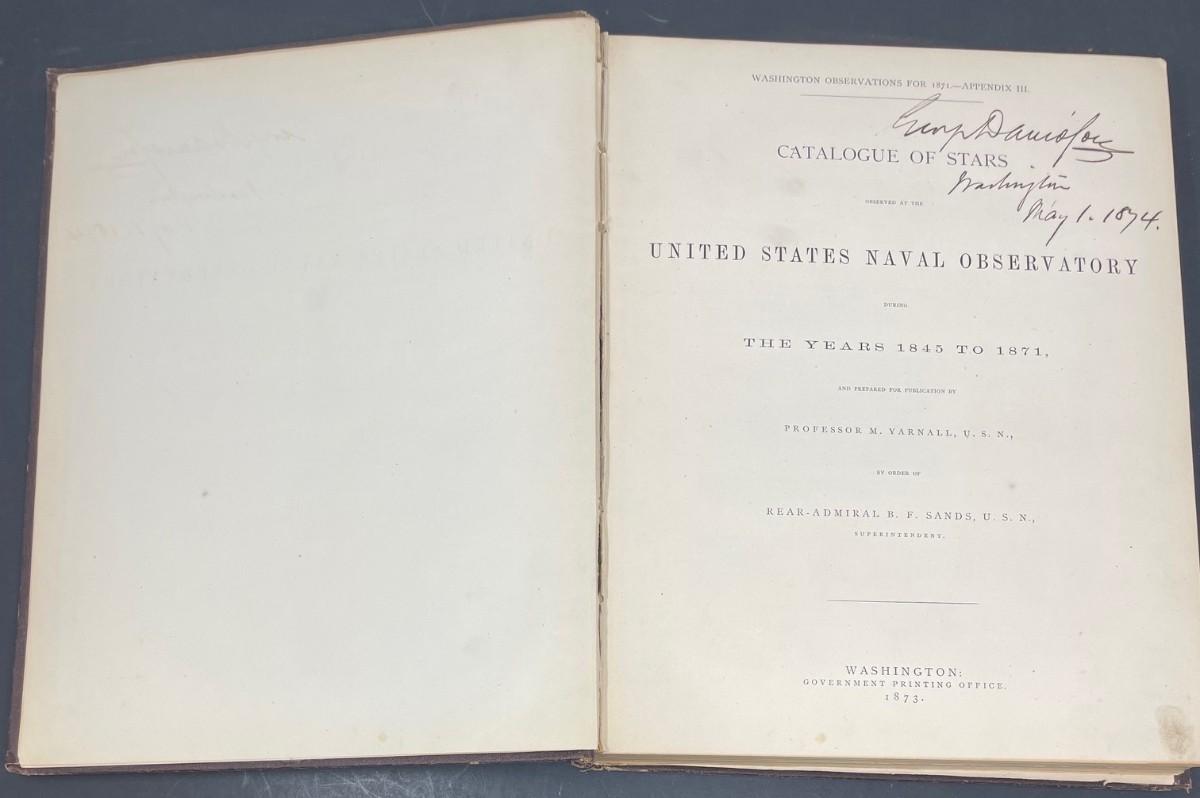 WASHINGTON OBSERVATIONS FOR 1871.—APPENDIX III.
George Davidson
CATALOGUE OF STARS
Washington
OBSERVED AT THE
May 1. 1874.
UNITED STATES NAVAL OBSERVATORY
DURING
THE YEARS 1845 TO 1871,
AND PREPARED FOR PUBLICATION BY
PROFESSOR M. YARNALL, U. S. N.,
BY ORDER OF
REAR-ADMIRAL B. F. SANDS, U. S. N.,
SUPERINTENDENT.
WASHINGTON:
GOVERNMENT PRINTING OFFICE.
1873.